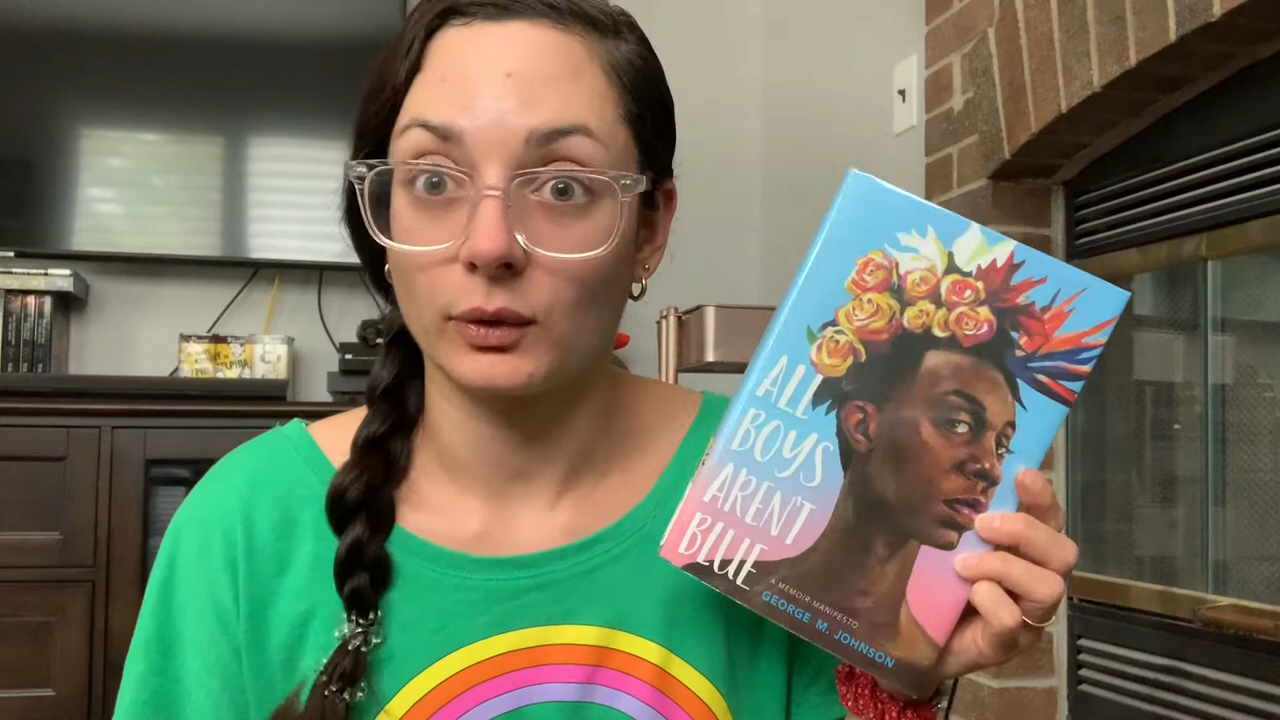 ALL
BOYS
AREN'T
BLUE
A MEMOIR-MANIFESTO
GEORGE M. JOHNSON